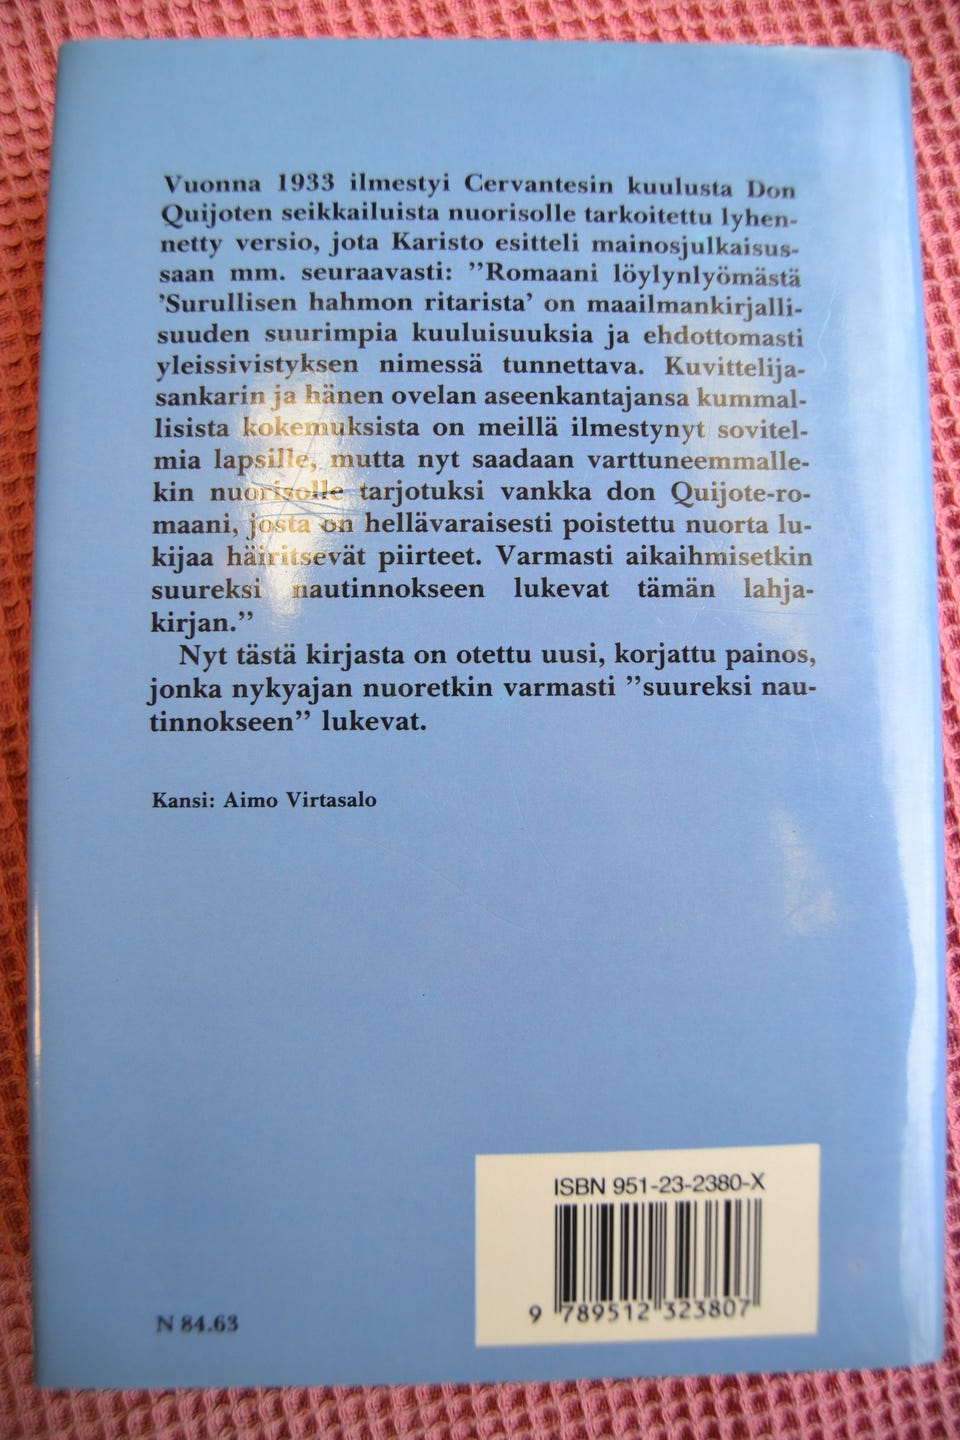 Vuonna 1933 ilmestyi Cervantesin kuulusta Don
Quijoten seikkailuista nuorisolle tarkoitettu lyhen-
netty versio, jota Karisto esitteli mainosjulkaisus-
saan mm. seuraavasti: ”Romaani löylynlyömästä
’Surullisen hahmon ritarista’ on maailmankirjalli-
suuden suurimpia kuuluisuuksia ja ehdottomasti
yleissivistyksen nimessä tunnettava. Kuvittelija-
sankarin ja hänen ovelan aseenkantajansa kummal-
lisista kokemuksista on meillä ilmestynyt sovitel-
mia lapsille, mutta nyt saadaan varttuneemmalle-
kin nuorisolle tarjotuksi vankka don Quijote-ro-
maani, josta on hellävaraisesti poistettu nuorta lu-
kijaa häiritsevät piirteet. Varmasti aikaihmisetkin
suureksi nautinnokseen lukevat tämän lahja-
kirjan.”
Nyt tästä kirjasta on otettu uusi, korjattu painos,
jonka nykyajan nuoretkin varmasti ”suureksi nau-
tinnokseen” lukevat.
Kansi: Aimo Virtasalo
ISBN 951-23-2380-X
9 789512 323807
N 84.63